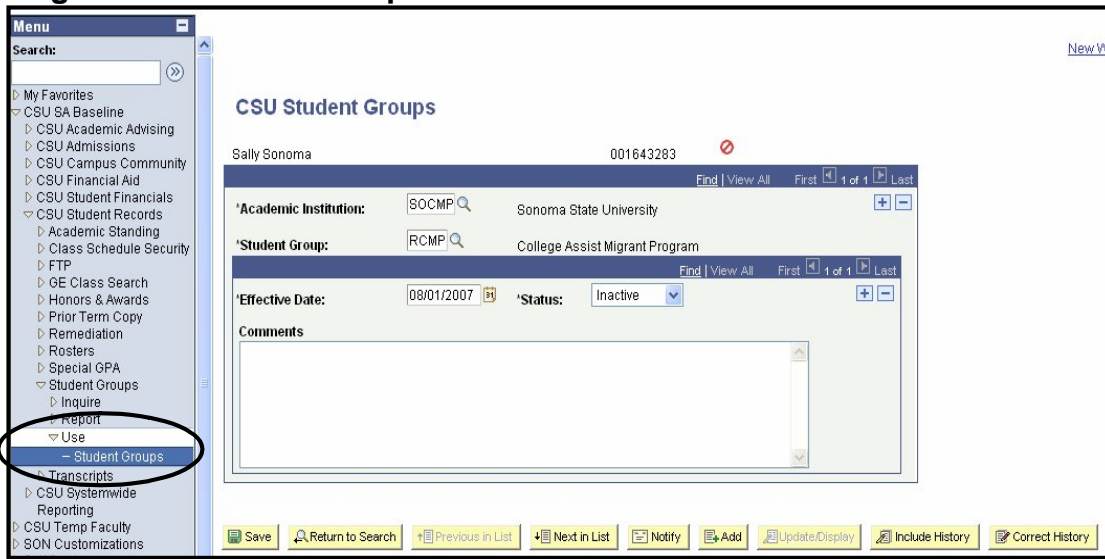 Menu
Search:
My Favorites
CSU SA Baseline
CSU Academic Advising
CSU Admissions
CSU Campus Community
CSU Financial Aid
CSU Student Financials
CSU Student Records
Academic Standing
Class Schedule Security
FTP
GE Class Search
Honors & Awards
Prior Term Copy
Remediation
Rosters
Special GPA
Student Groups
Inquire
Report
Use
Student Groups
Transcripts
CSU Systemwide
Reporting
CSU Temp Faculty
SON Customizations
New W
CSU Student Groups
Sally Sonoma 001643283
Find | View All First 1 of 1 Last
*Academic Institution: SOCMP Sonoma State University
*Student Group: RCMP College Assist Migrant Program
Find | View All First 1 of 1 Last
*Effective Date: 08/01/2007 *Status: Inactive
Comments
Save Return to Search Previous in List Next in List Notify Add Update/Display Include History Correct History